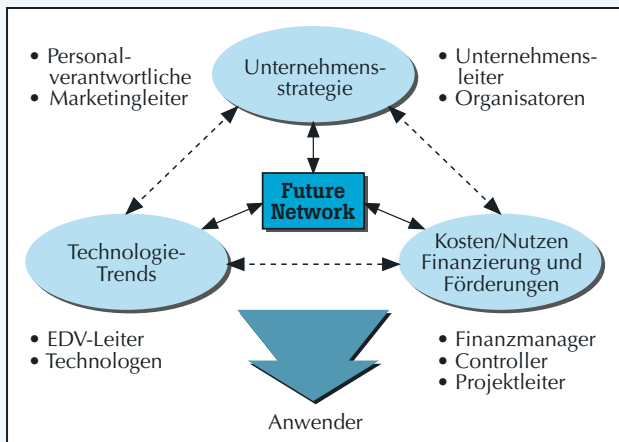 • Personal-
verantwortliche
• Marketingleiter
Unternehmens-
strategie
• Unternehmens-
leiter
• Organisatoren
Future
Network
Technologie-
Trends
Kosten/Nutzen
Finanzierung und
Förderungen
• EDV-Leiter
• Technologen
• Finanzmanager
• Controller
• Projektleiter
Anwender